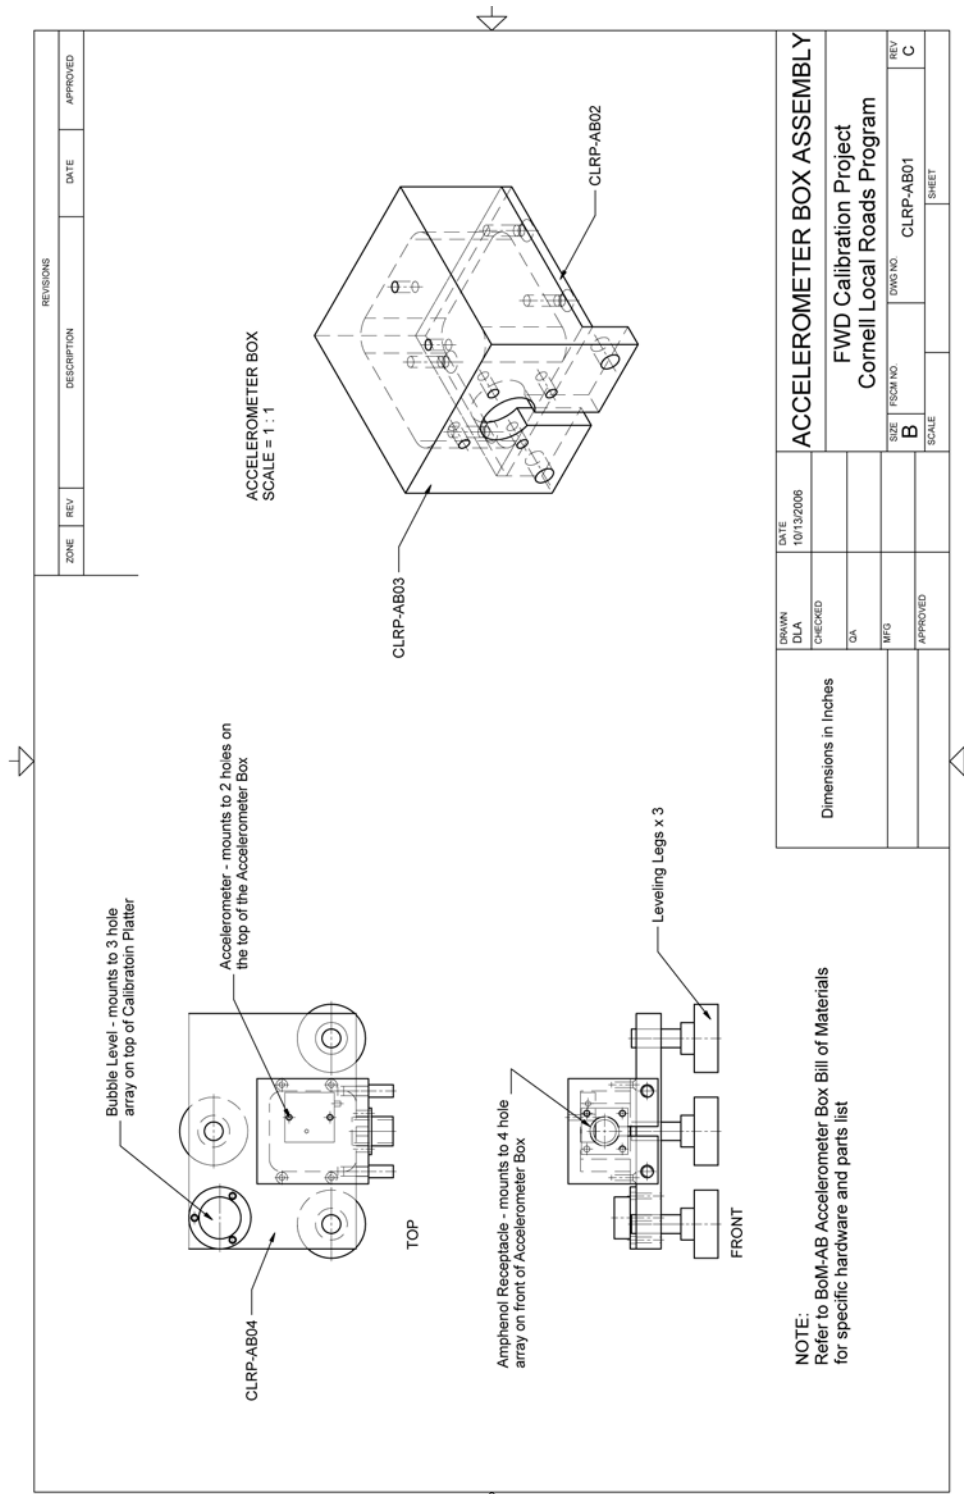 REVISIONS
ZONE
REV
DESCRIPTION
DATE
APPROVED
Bubble Level - mounts to 3 hole
array on top of Calibratoin Platter
Accelerometer - mounts to 2 holes on
the top of the Accelerometer Box
CLRP-AB04
TOP
ACCELEROMETER BOX
SCALE = 1 : 1
CLRP-AB03
CLRP-AB02
Amphenol Receptacle - mounts to 4 hole
array on front of Accelerometer Box
Leveling Legs x 3
FRONT
NOTE:
Refer to BoM-AB Accelerometer Box Bill of Materials
for specific hardware and parts list
Dimensions in Inches
DRAWN
DLA
DATE
10/13/2006
CHECKED
QA
MFG
APPROVED
ACCELEROMETER BOX ASSEMBLY
FWD Calibration Project
Cornell Local Roads Program
SIZE
B
FSCM NO.
DWG NO.
CLRP-AB01
REV
C
SCALE
SHEET